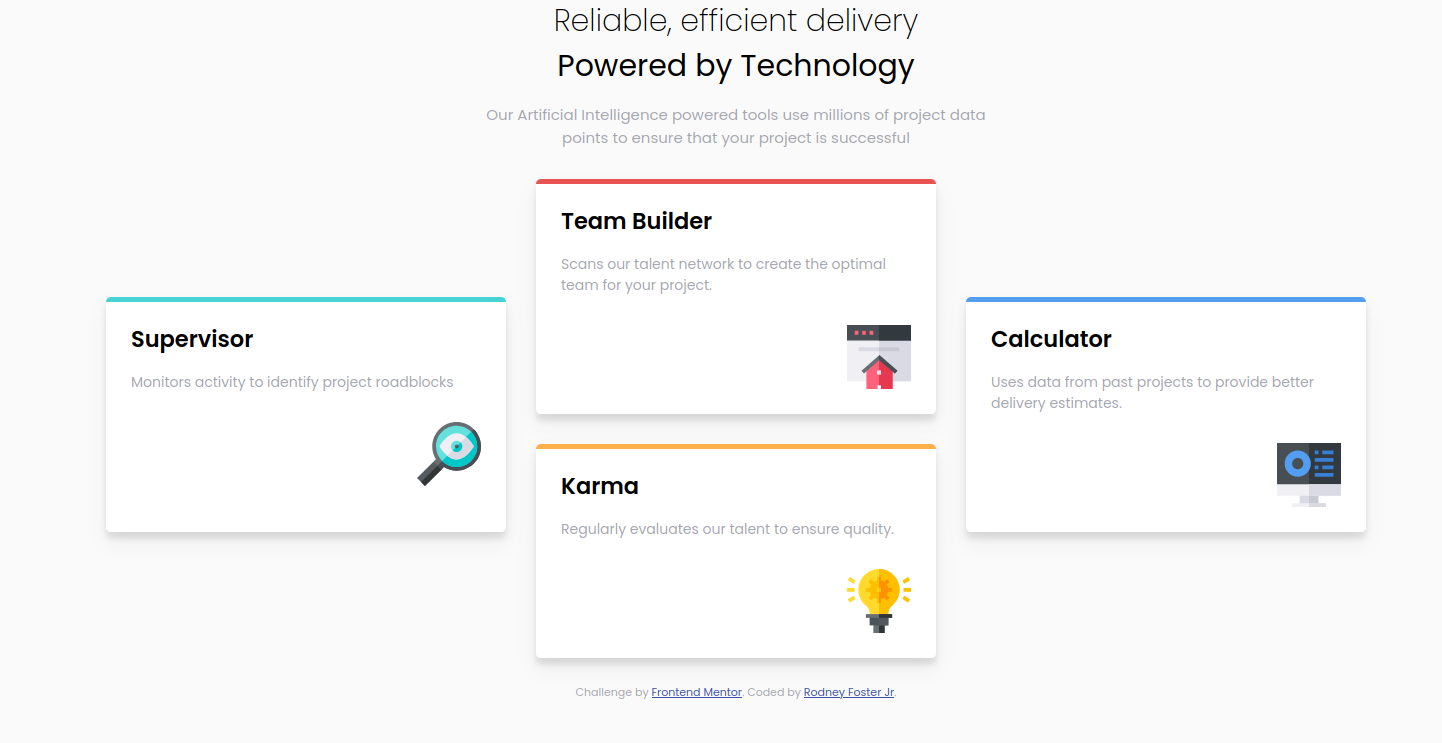 Reliable, efficient delivery
Powered by Technology
Our Artificial Intelligence powered tools use millions of project data
points to ensure that your project is successful
Supervisor
Monitors activity to identify project roadblocks
Team Builder
Scans our talent network to create the optimal
team for your project.
Karma
Regularly evaluates our talent to ensure quality.
Calculator
Uses data from past projects to provide better
delivery estimates.
Challenge by Frontend Mentor. Coded by Rodney Foster Jr.